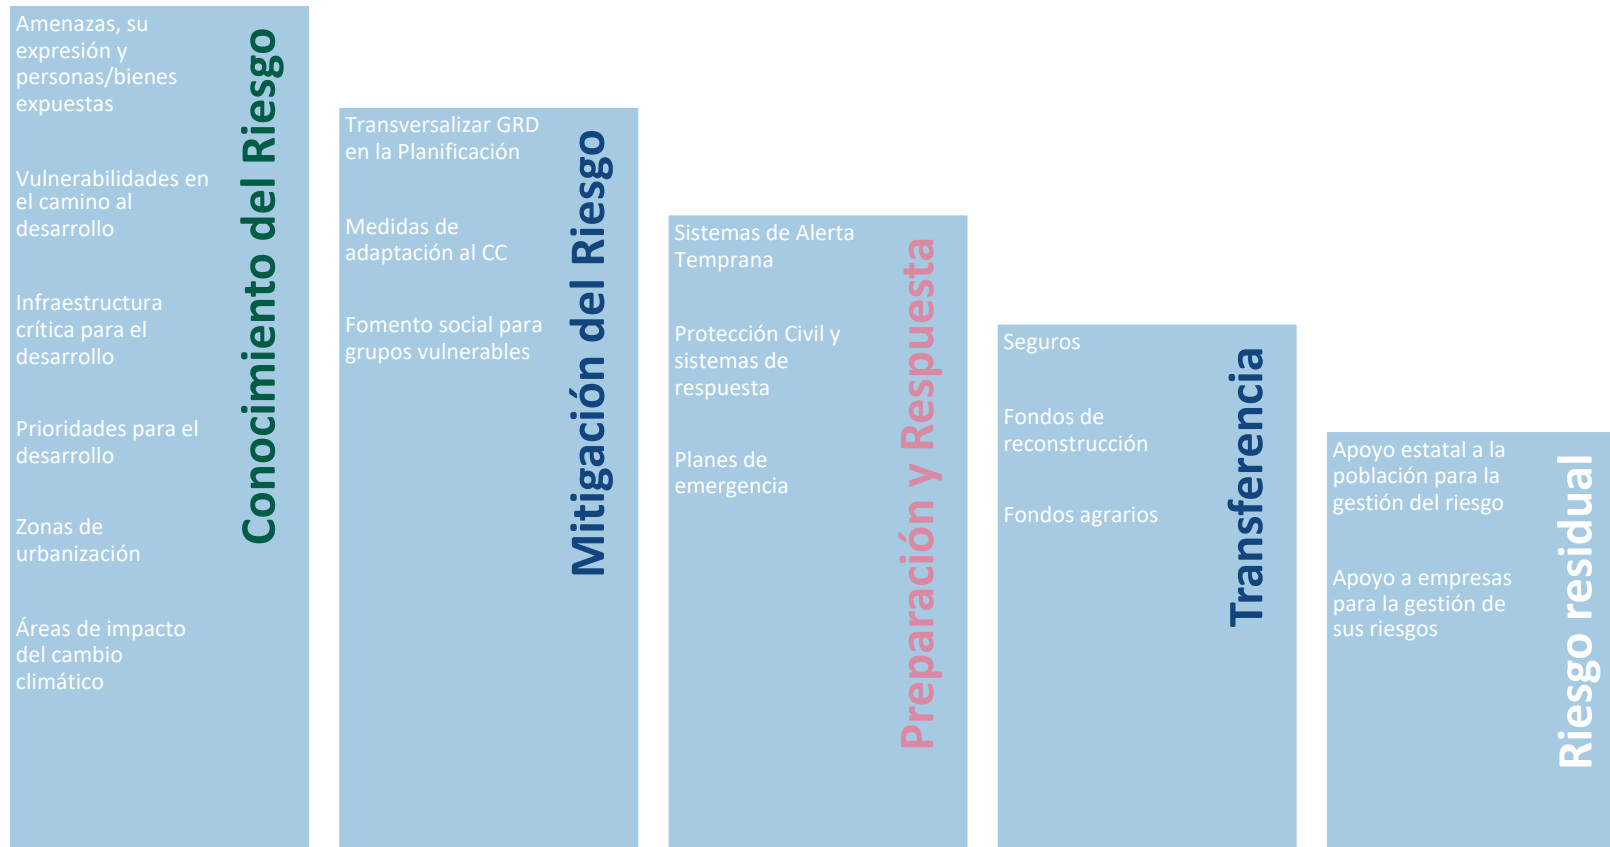 Amenazas, su
expresión y
personas/bienes
expuestas
Vulnerabilidades en
el camino al
desarrollo
Infraestructura
crítica para el
desarrollo
Prioridades para el
desarrollo
Zonas de
urbanización
Áreas de impacto
del cambio
climático
Conocimiento del Riesgo
Transversalizar GRD
en la Planificación
Medidas de
adaptación al CC
Fomento social para
grupos vulnerables
Mitigación del Riesgo
Sistemas de Alerta
Temprana
Protección Civil y
sistemas de
respuesta
Planes de
emergencia
Preparación y Respuesta
Seguros
Fondos de
reconstrucción
Fondos agrarios
Transferencia
Apoyo estatal a la
población para la
gestión del riesgo
Apoyo a empresas
para la gestión de
sus riesgos
Riesgo residual